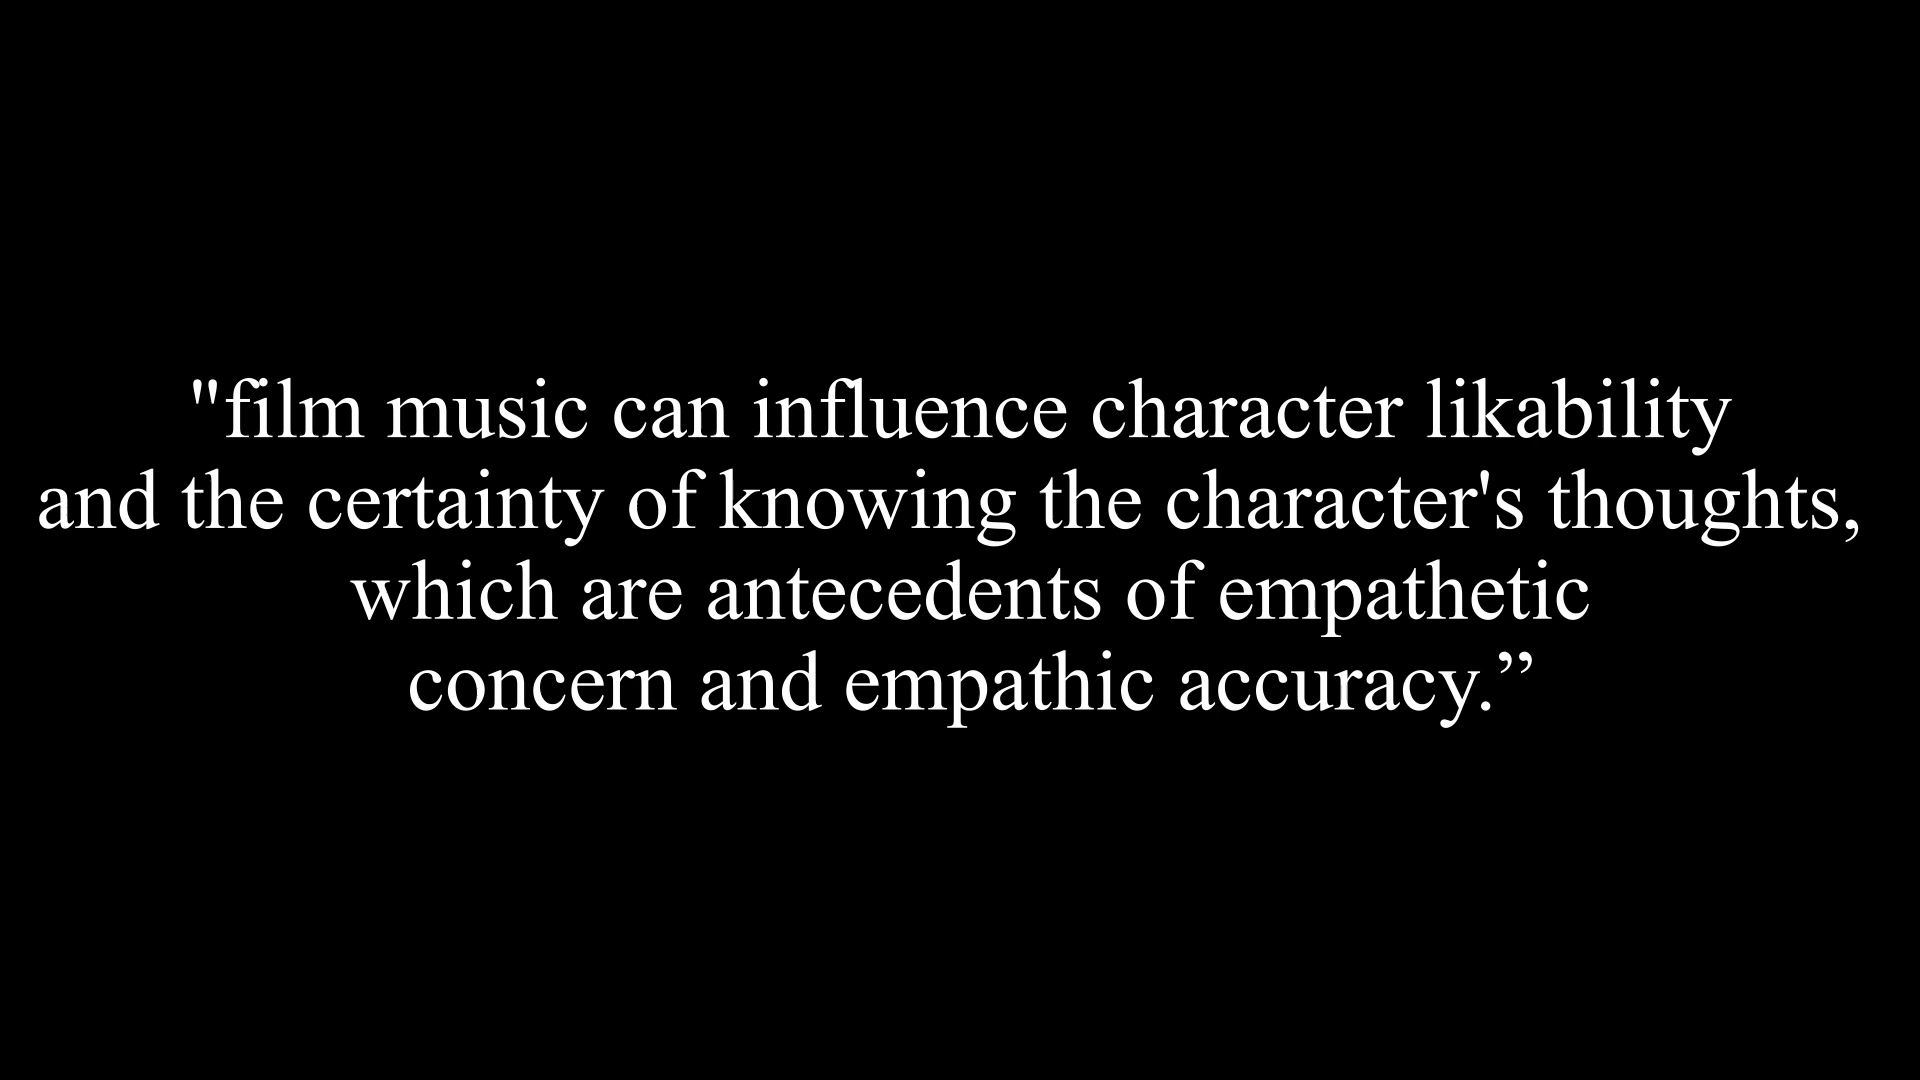 "film music can influence character likability
and the certainty of knowing the character's thoughts,
which are antecedents of empathetic
concern and empathic accuracy.”